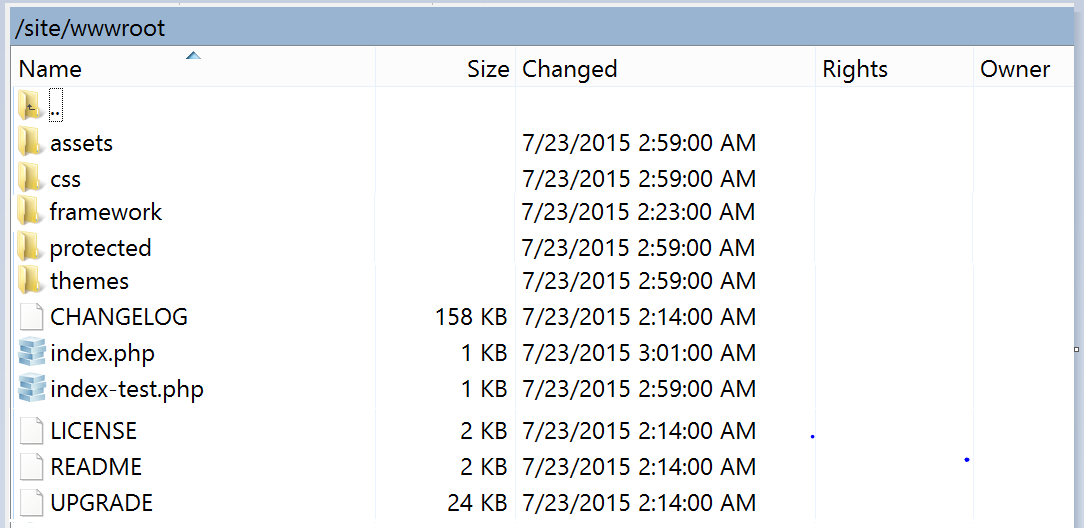 /site/wwwroot
Name Size Changed Rights Owner
..
assets 7/23/2015 2:59:00 AM
css 7/23/2015 2:59:00 AM
framework 7/23/2015 2:23:00 AM
protected 7/23/2015 2:59:00 AM
themes 7/23/2015 2:59:00 AM
CHANGELOG 158 KB 7/23/2015 2:14:00 AM
index.php 1 KB 7/23/2015 3:01:00 AM
index-test.php 1 KB 7/23/2015 2:59:00 AM
LICENSE 2 KB 7/23/2015 2:14:00 AM
README 2 KB 7/23/2015 2:14:00 AM
UPGRADE 24 KB 7/23/2015 2:14:00 AM